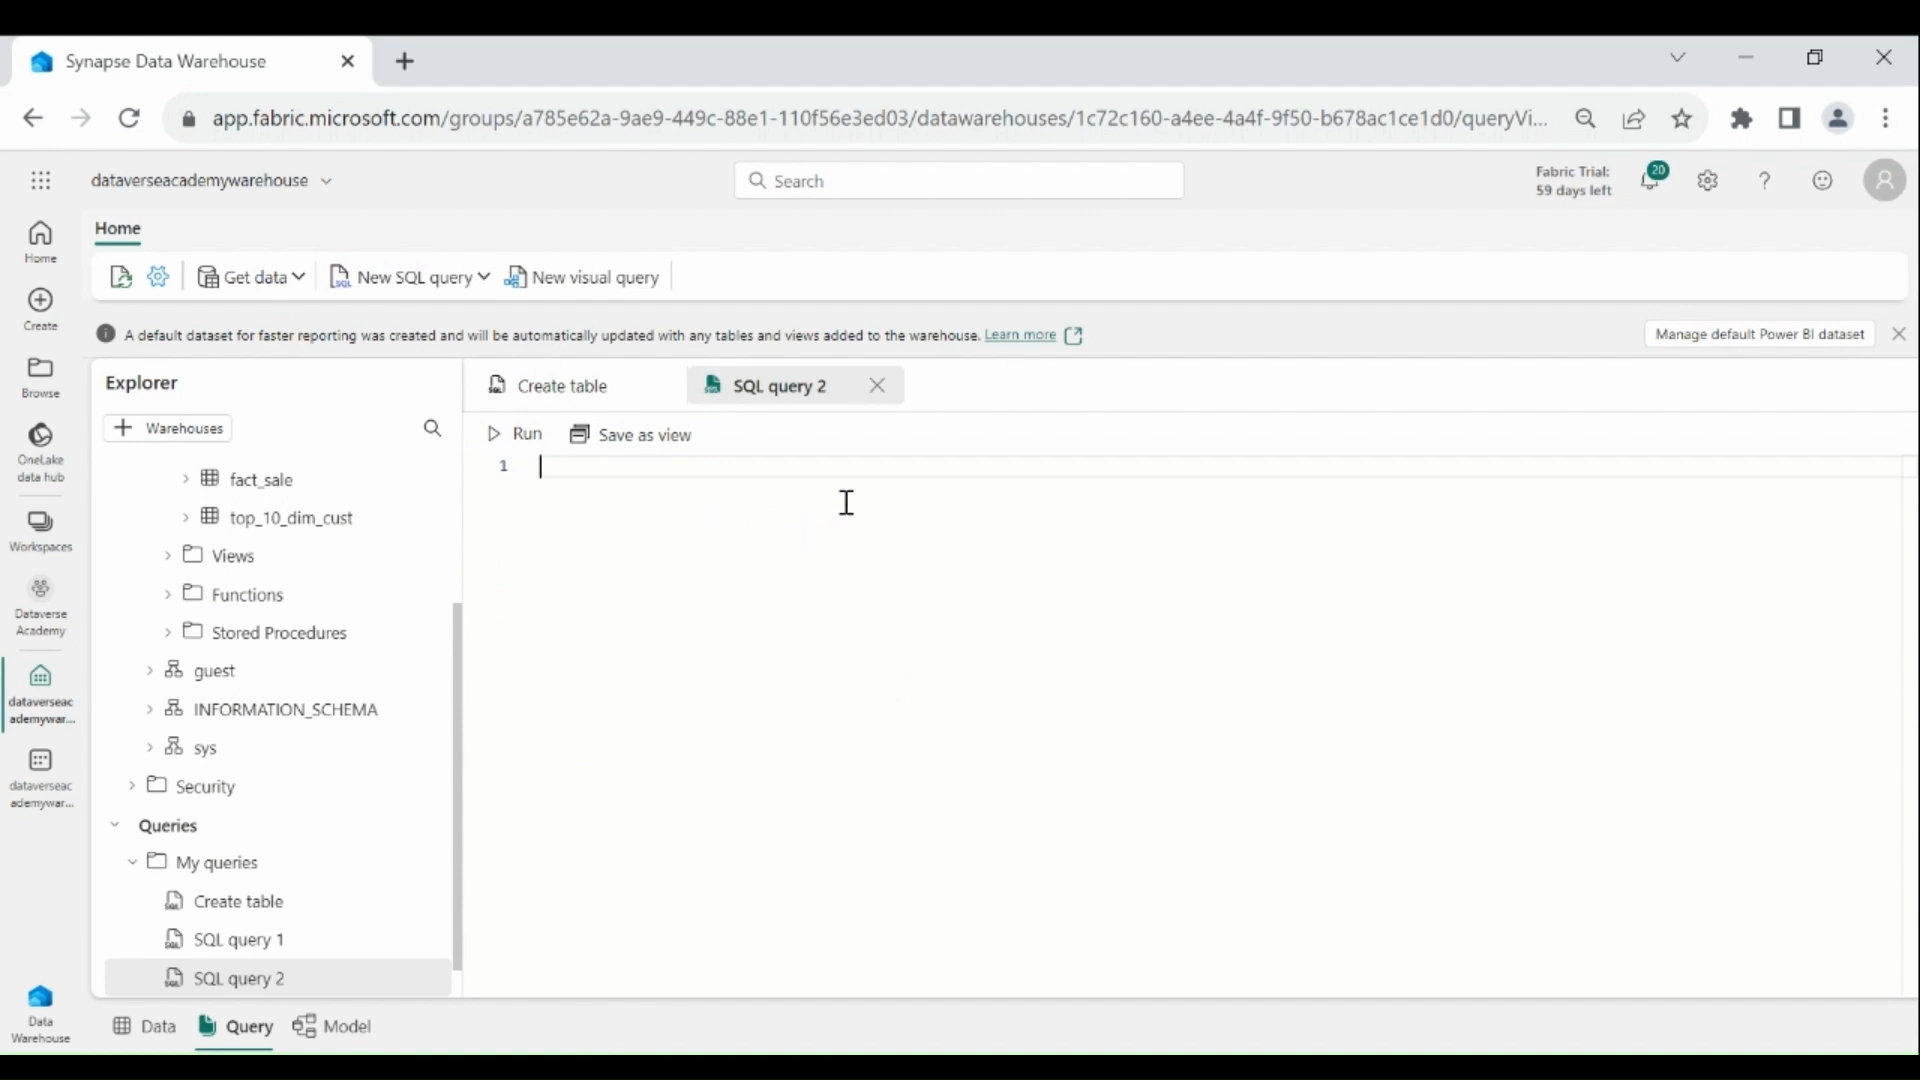 Synapse Data Warehouse
app.fabric.microsoft.com/groups/a785e62a-9ae9-449c-88e1-110f56e3ed03/datawarehouses/1c72c160-a4ee-4a4f-9f50-b678ac1ce1d0/queryVi...
dataverseacademywarehouse
Search
Fabric Trial:
59 days left
20
Home
Home
Get data
New SQL query
New visual query
Create
A default dataset for faster reporting was created and will be automatically updated with any tables and views added to the warehouse. Learn more
Manage default Power BI dataset
Browse
Explorer
Create table
SQL query 2
Warehouses
Run
Save as view
OneLake
data hub
1
fact_sale
top_10_dim_cust
Workspaces
Views
Functions
Dataverse
Academy
Stored Procedures
guest
dataverseac
ademywar...
INFORMATION_SCHEMA
sys
dataverseac
ademywar...
Security
Queries
My queries
Create table
SQL query 1
SQL query 2
Data
Warehouse
Data
Query
Model